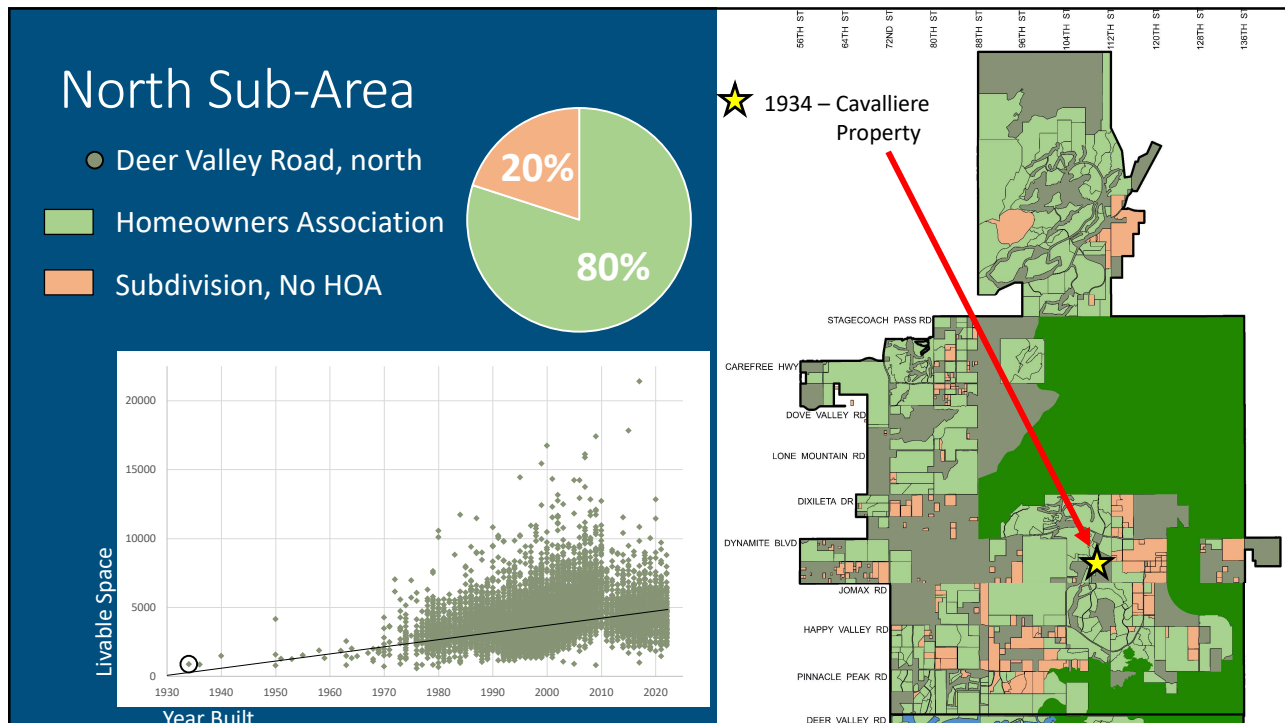 North Sub-Area
Deer Valley Road, north
Homeowners Association
Subdivision, No HOA
20%
80%
Livable Space
20000
15000
10000
5000
0
1930
1940
1950
1960
1970
1980
1990
2000
2010
2020
Year Built
1934 – Cavalliere
Property
56TH ST
64TH ST
72ND ST
80TH ST
88TH ST
96TH ST
104TH ST
112TH ST
120TH ST
128TH ST
136TH ST
STAGECOACH PASS RD
CAREFREE HWY
DOVE VALLEY RD
LONE MOUNTAIN RD
DIXILETA DR
DYNAMITE BLVD
JOMAX RD
HAPPY VALLEY RD
PINNACLE PEAK RD
DEER VALLEY RD